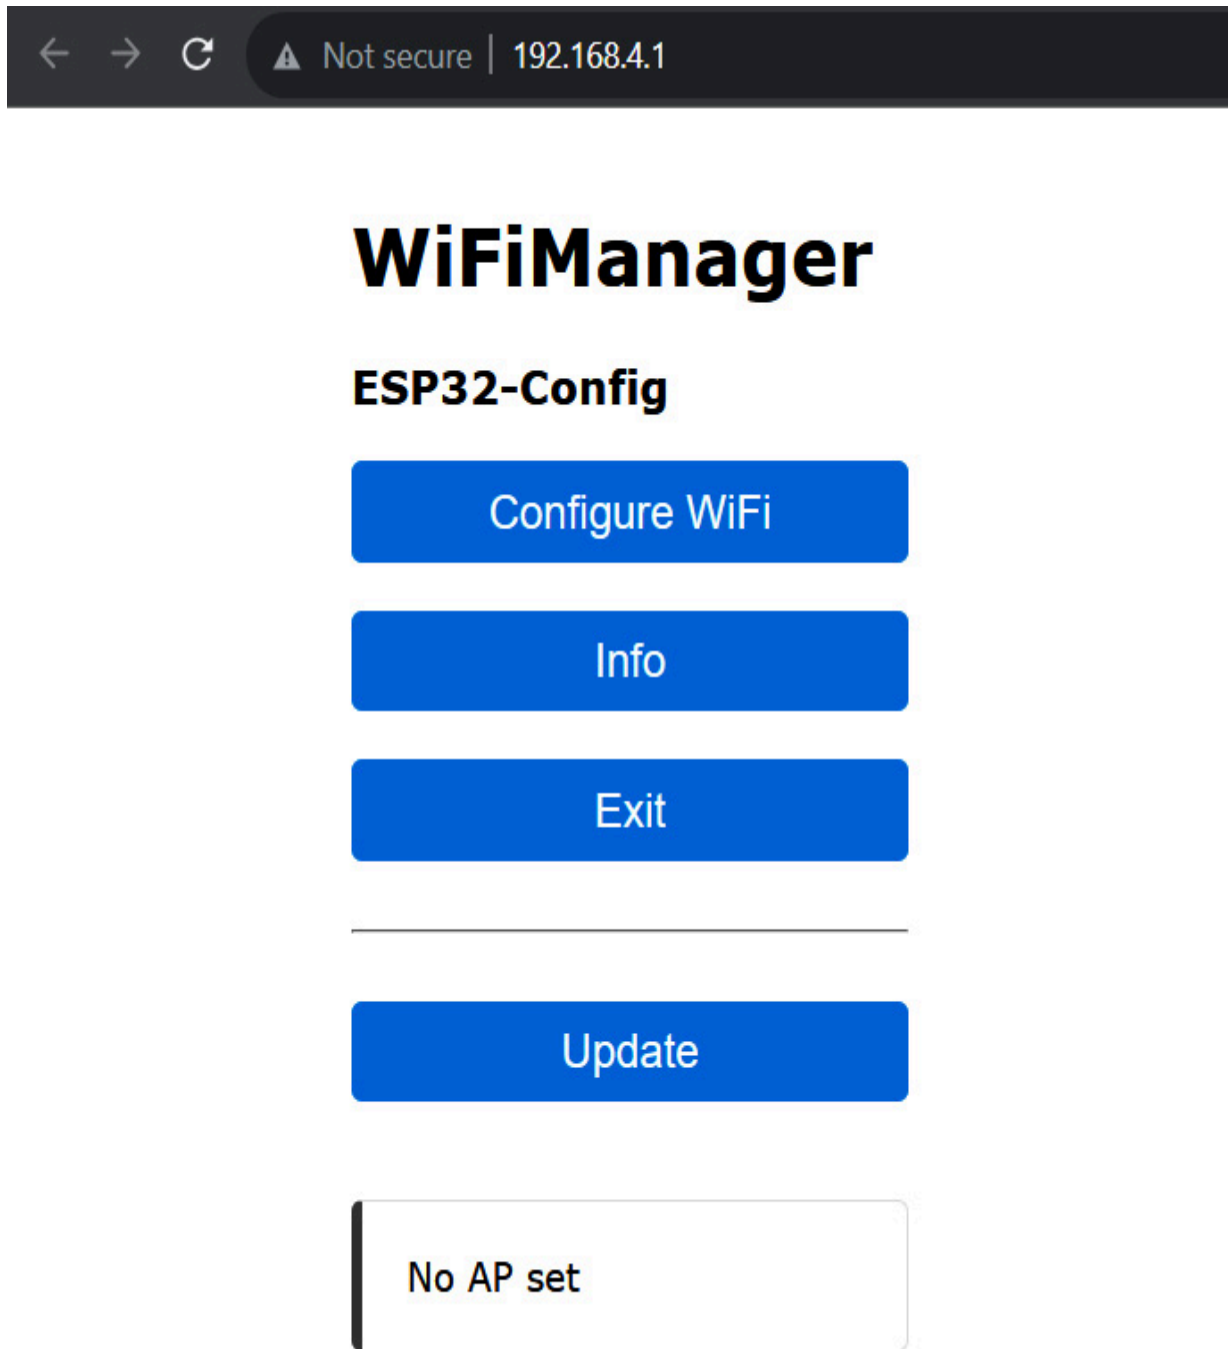 Not secure | 192.168.4.1
WiFiManager
ESP32-Config
Configure WiFi
Info
Exit
Update
No AP set